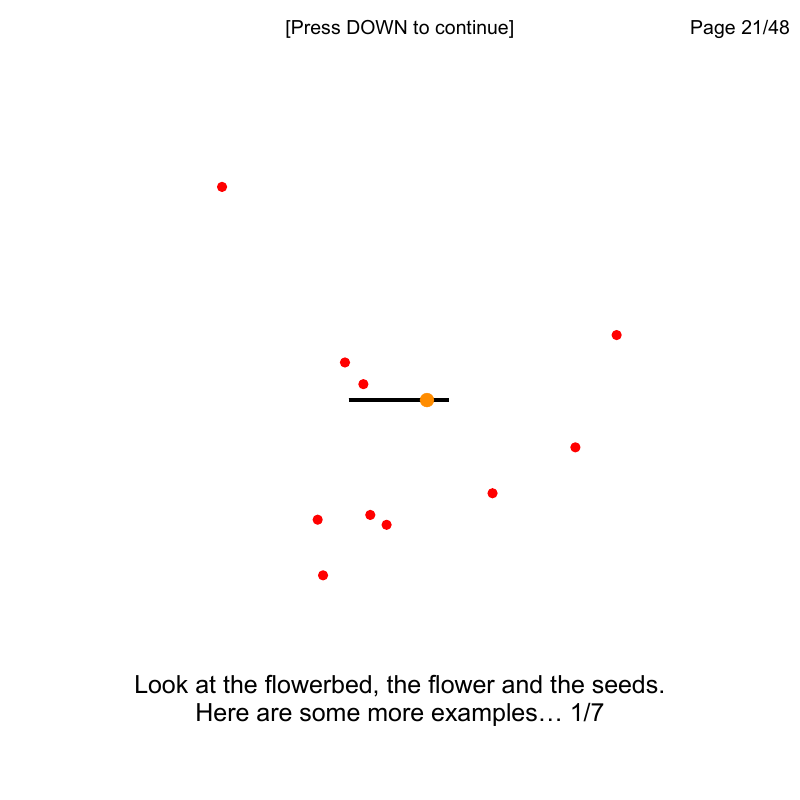 [Press DOWN to continue]
Page 21/48
Look at the flowerbed, the flower and the seeds.
Here are some more examples… 1/7